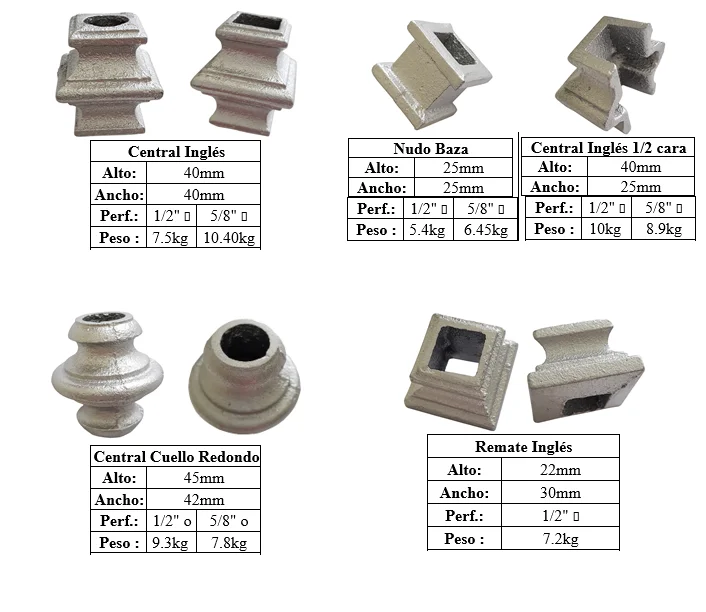 Central Inglés
Alto: 40mm
Ancho: 40mm
Perf.: 1/2" ▯ 5/8" ▯
Peso : 7.5kg 10.40kg
Nudo Baza
Alto: 25mm
Ancho: 25mm
Perf.: 1/2" ▯ 5/8" ▯
Peso : 5.4kg 6.45kg
Central Inglés 1/2 cara
Alto: 40mm
Ancho: 25mm
Perf.: 1/2" ▯ 5/8" ▯
Peso : 10kg 8.9kg
Central Cuello Redondo
Alto: 45mm
Ancho: 42mm
Perf.: 1/2" o 5/8" o
Peso : 9.3kg 7.8kg
Remate Inglés
Alto: 22mm
Ancho: 30mm
Perf.: 1/2" ▯
Peso : 7.2kg